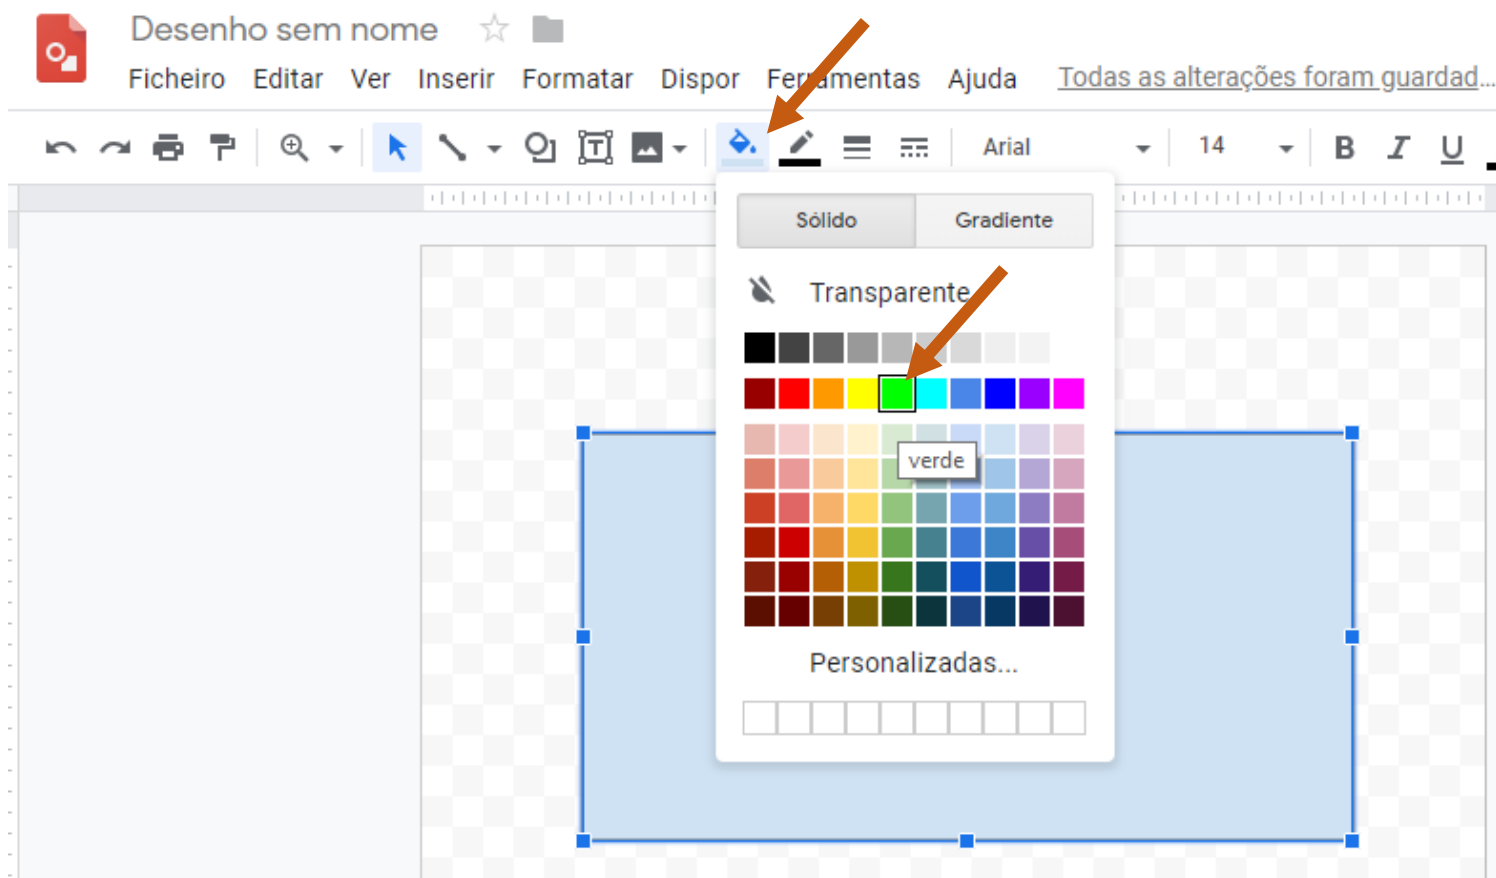 Desenho sem nome
Ficheiro Editar Ver Inserir Formatar Dispor Ferramentas Ajuda Todas as alterações foram guardad...
Arial 14 B I U
Sólido Gradiente
Transparente
verde
Personalizadas...